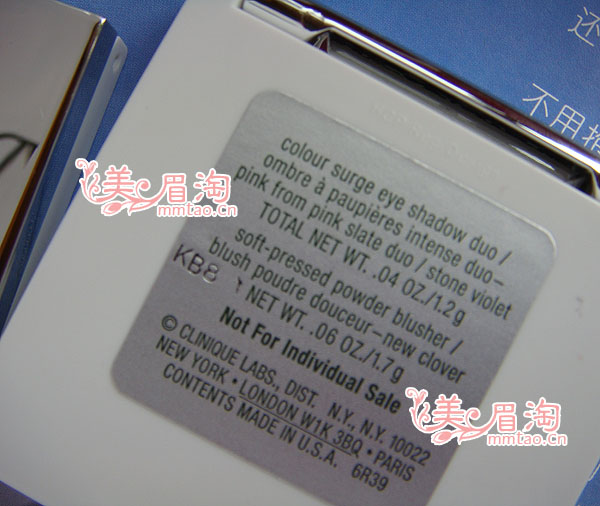 还
不用推
colour surge eye shadow duo /
ombre à paupières intense duo–
pink from pink slate duo / stone violet
TOTAL NET WT. .04 OZ./1.2 g
soft-pressed powder blusher /
blush poudre douceur–new clover
NET WT. .06 OZ./1.7 g
KB8
Not For Individual Sale
© CLINIQUE LABS., DIST.
NEW YORK • LONDON W1K 3BQ • PARIS
N.Y., N.Y. 10022
CONTENTS MADE IN U.S.A.
6R39
美眉淘
mmtao.cn
美眉淘
mmtao.cn